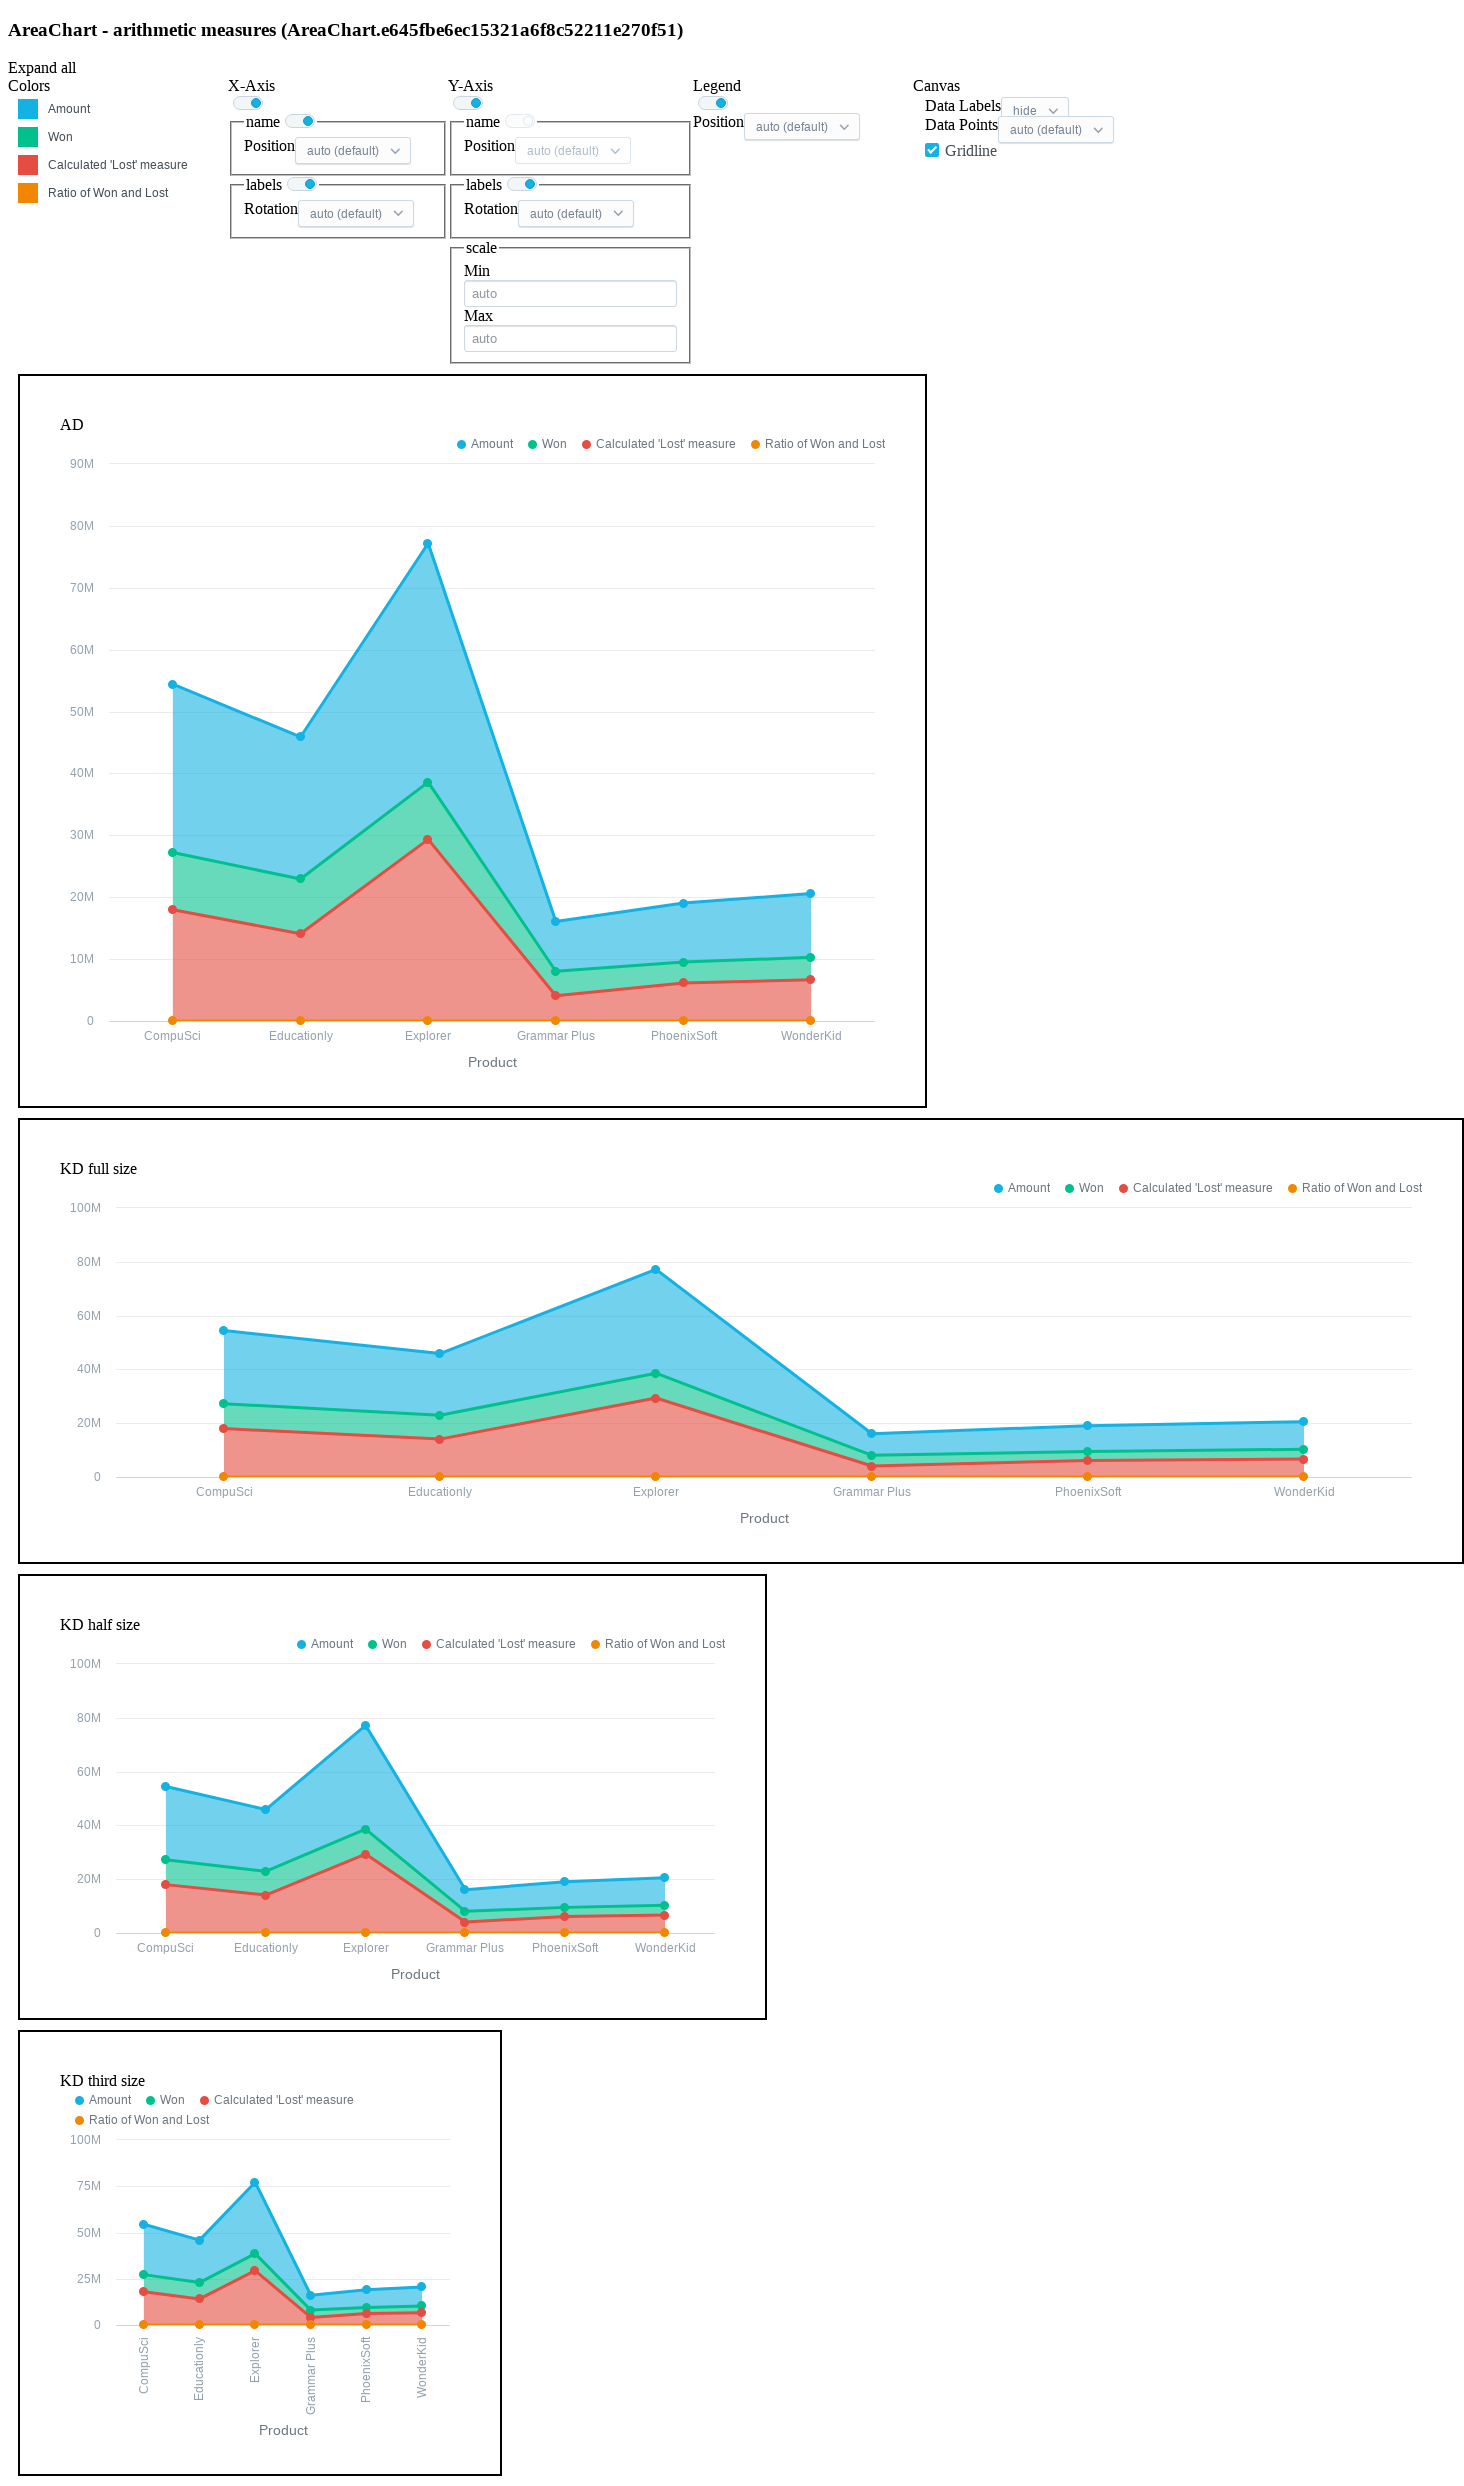 AreaChart - arithmetic measures (AreaChart.e645fbe6ec15321a6f8c52211e270f51)
Expand all
Colors
Amount
Won
Calculated 'Lost' measure
Ratio of Won and Lost
X-Axis
name
Position auto (default)
labels
Rotation auto (default)
Y-Axis
name
Position auto (default)
labels
Rotation auto (default)
scale
Min
auto
Max
auto
Legend
Position auto (default)
Canvas
Data Labels hide
Data Points auto (default)
Gridline
AD
Amount Won Calculated 'Lost' measure Ratio of Won and Lost
90M
80M
70M
60M
50M
40M
30M
20M
10M
0
CompuSci Educationly Explorer Grammar Plus PhoenixSoft WonderKid
Product
KD full size
Amount Won Calculated 'Lost' measure Ratio of Won and Lost
100M
80M
60M
40M
20M
0
CompuSci Educationly Explorer Grammar Plus PhoenixSoft WonderKid
Product
KD half size
Amount Won Calculated 'Lost' measure Ratio of Won and Lost
100M
80M
60M
40M
20M
0
CompuSci Educationly Explorer Grammar Plus PhoenixSoft WonderKid
Product
KD third size
Amount Won Calculated 'Lost' measure
Ratio of Won and Lost
100M
75M
50M
25M
0
CompuSci Educationly Explorer Grammar Plus PhoenixSoft WonderKid
Product